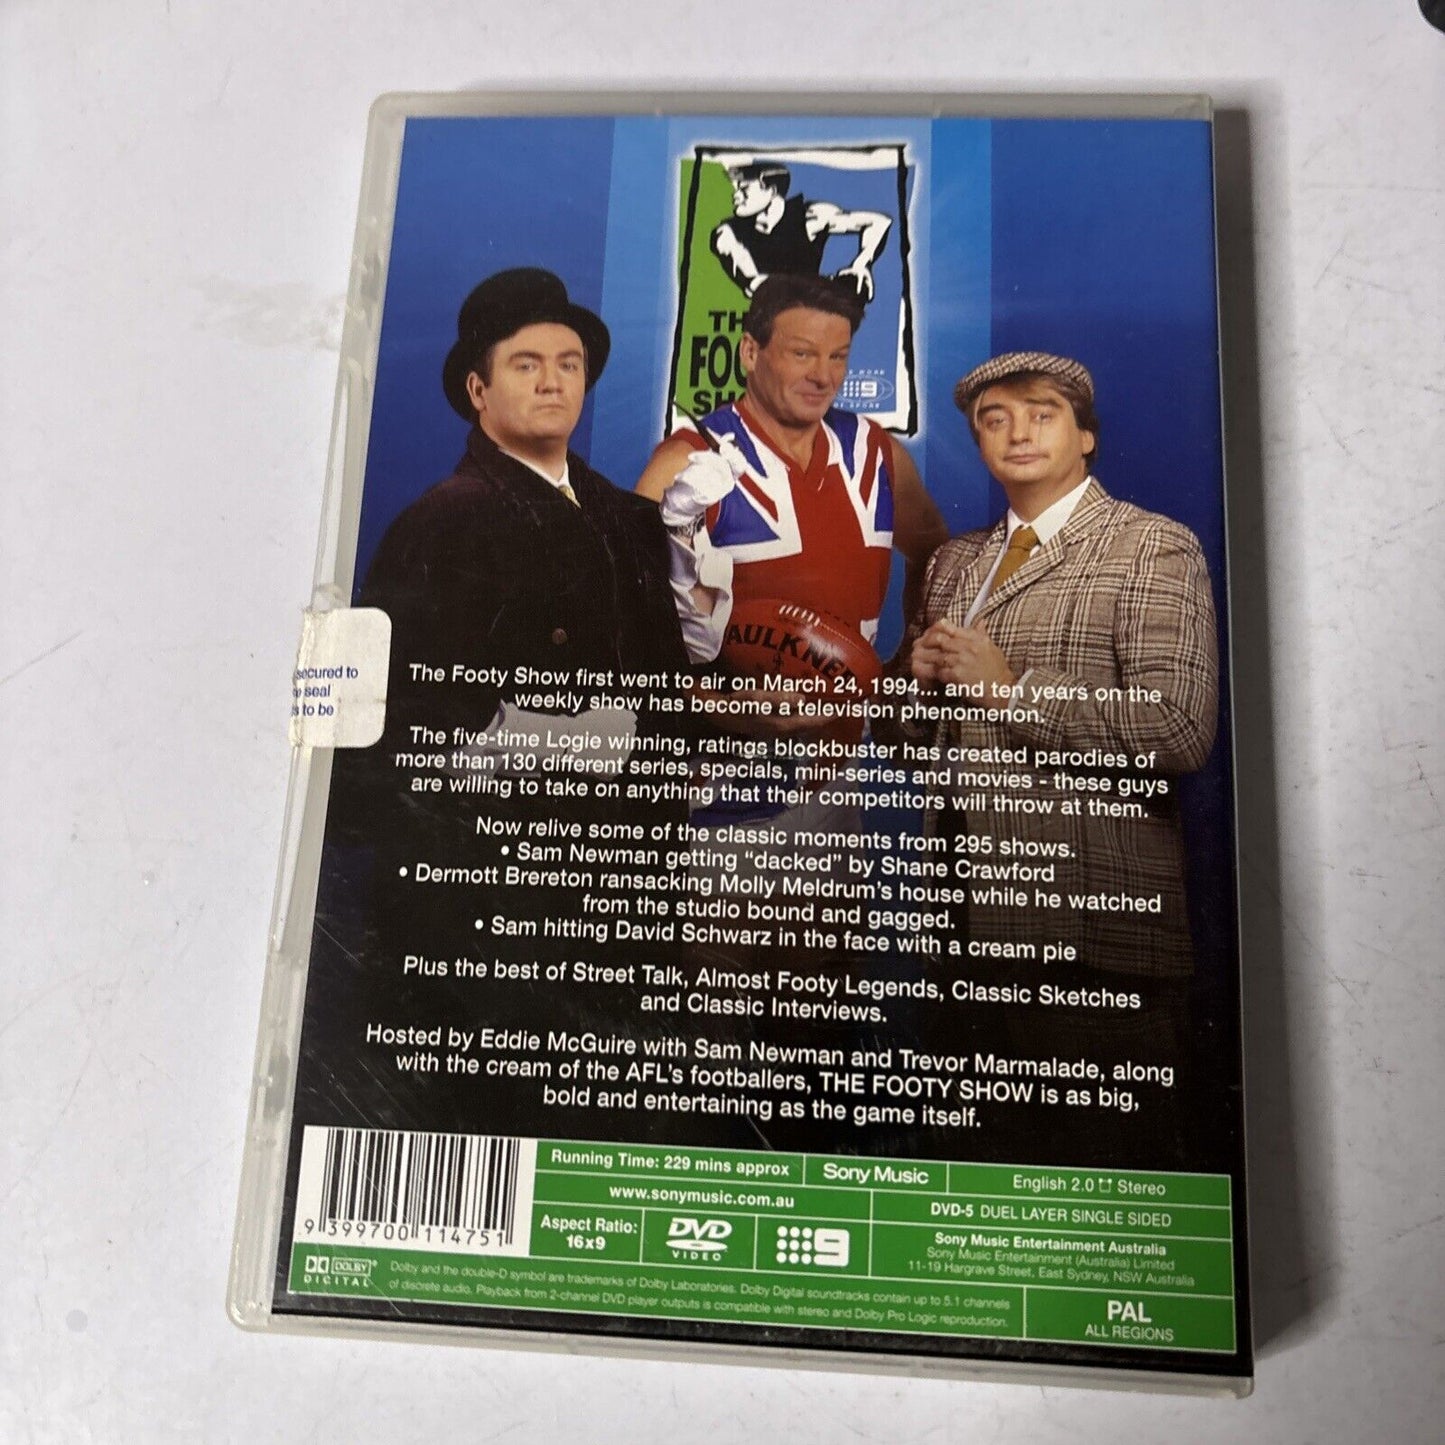 TH
FOO
SH
9
FAULKNE
secured to
seal
to be
The Footy Show first went to air on March 24, 1994... and ten years on the
weekly show has become a television phenomenon.
The five-time Logie winning, ratings blockbuster has created parodies of
more than 130 different series, specials, mini-series and movies - these guys
are willing to take on anything that their competitors will throw at them.
Now relive some of the classic moments from 295 shows.
• Sam Newman getting “dacked” by Shane Crawford
• Dermott Brereton ransacking Molly Meldrum's house while he watched
from the studio bound and gagged.
• Sam hitting David Schwarz in the face with a cream pie
Plus the best of Street Talk, Almost Footy Legends, Classic Sketches
and Classic Interviews.
Hosted by Eddie McGuire with Sam Newman and Trevor Marmalade, along
with the cream of the AFL's footballers, THE FOOTY SHOW is as big,
bold and entertaining as the game itself.
9 399700 114751
Running Time: 229 mins approx
Sony Music
English 2.0 Stereo
www.sonymusic.com.au
DVD-5 DUEL LAYER SINGLE SIDED
Aspect Ratio:
16x9
DVD
VIDEO
9
Sony Music Entertainment Australia
Sony Music Entertainment (Australia) Limited
11-19 Hargrave Street, East Sydney, NSW Australia
DOLBY
DIGITAL
Dolby and the double-D symbol are trademarks of Dolby Laboratories. Dolby Digital soundtracks contain up to 5.1 channels
of discrete audio. Playback from 2-channel DVD player outputs is compatible with stereo and Dolby Pro Logic reproduction.
PAL
ALL REGIONS